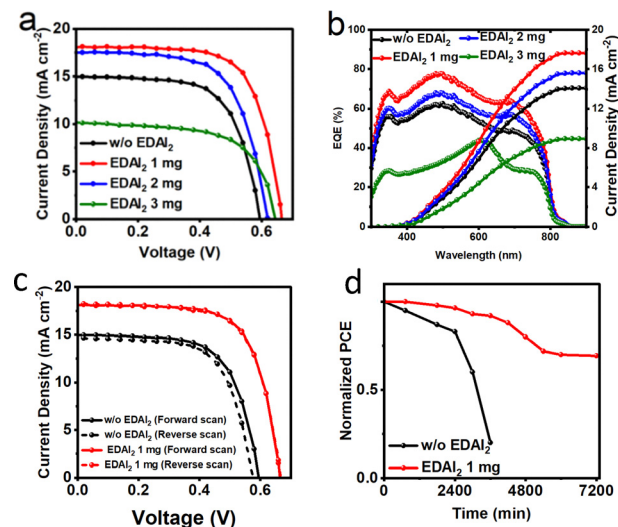 a
Current Density (mA cm⁻²)
20
15
10
5
0
w/o EDAI₂
EDAI₂ 1 mg
EDAI₂ 2 mg
EDAI₂ 3 mg
0.0 0.2 0.4 0.6
Voltage (V)
b
w/o EDAI₂ EDAI₂ 2 mg
EDAI₂ 1 mg EDAI₂ 3 mg
EQE (%)
100
80
60
40
20
0
400 600 800
Wavelength (nm)
20
16
12
8
4
0
Current Density (mA cm⁻²)
c
Current Density (mA cm⁻²)
20
15
10
5
0
w/o EDAI₂ (Forward scan)
w/o EDAI₂ (Reverse scan)
EDAI₂ 1 mg (Forward scan)
EDAI₂ 1 mg (Reverse scan)
0.0 0.2 0.4 0.6
Voltage (V)
d
Normalized PCE
0.5
0.0
w/o EDAI₂
EDAI₂ 1 mg
0 2400 4800 7200
Time (min)